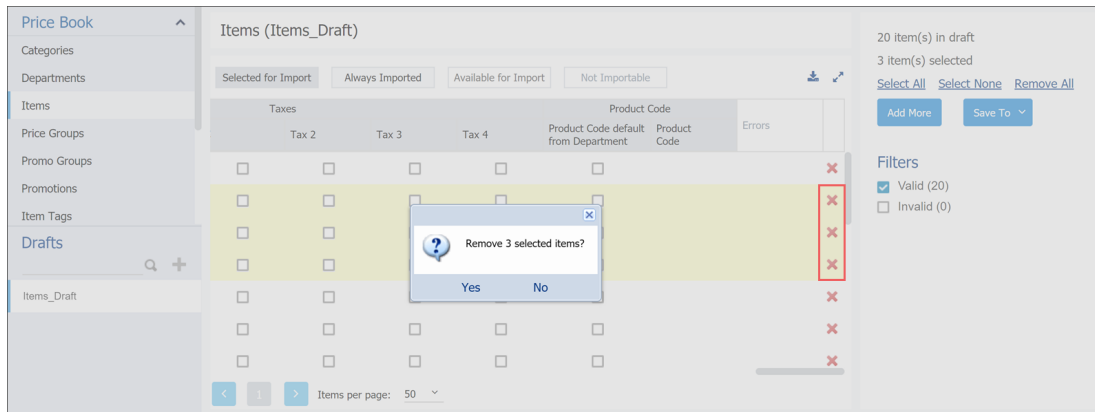 Price Book
Categories
Departments
Items
Price Groups
Promo Groups
Promotions
Item Tags
Drafts
Items_Draft
Items (Items_Draft)
Selected for Import Always Imported Available for Import Not Importable
Taxes Product Code
Tax 2 Tax 3 Tax 4 Product Code default from Department Product Code Errors
Remove 3 selected items?
Yes No
1 Items per page: 50
20 item(s) in draft
3 item(s) selected
Select All Select None Remove All
Add More Save To
Filters
Valid (20)
Invalid (0)